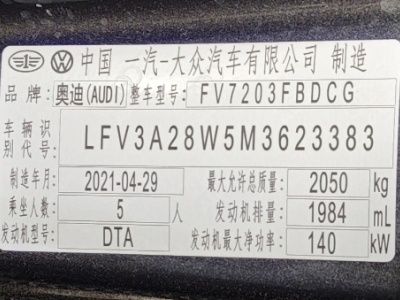 中国 一汽-大众汽车有限公司 制造
品牌: 奥迪(AUDI) 整车型号: FV7203FBDCG
车辆识别代号: LFV3A28W5M3623383
制造年月: 2021-04-29 最大允许总质量: 2050 kg
乘坐人数: 5 人 发动机排量: 1984 mL
发动机型号: DTA 发动机最大净功率: 140 kW